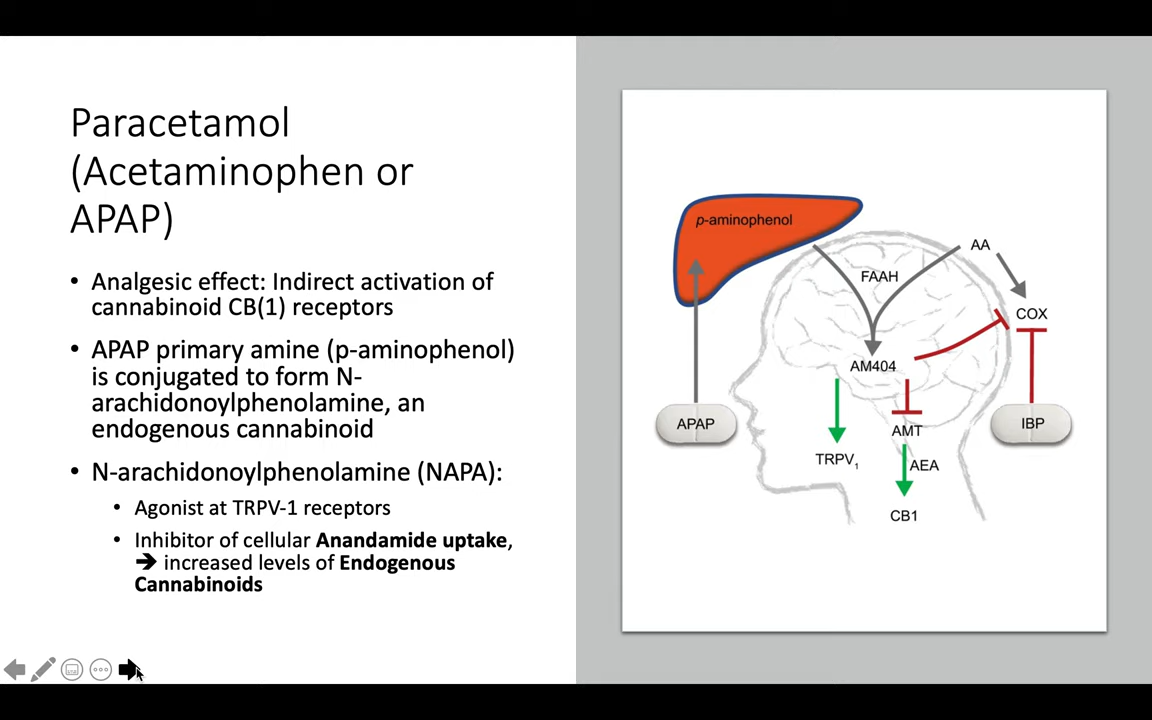 Paracetamol
(Acetaminophen or
APAP)
• Analgesic effect: Indirect activation of
cannabinoid CB(1) receptors
• APAP primary amine (p-aminophenol)
is conjugated to form N-
arachidonoylphenolamine, an
endogenous cannabinoid
• N-arachidonoylphenolamine (NAPA):
• Agonist at TRPV-1 receptors
• Inhibitor of cellular Anandamide uptake,
➔ increased levels of Endogenous
Cannabinoids
p-aminophenol
AA
FAAH
COX
AM404
APAP
IBP
AMT
TRPV1
AEA
CB1